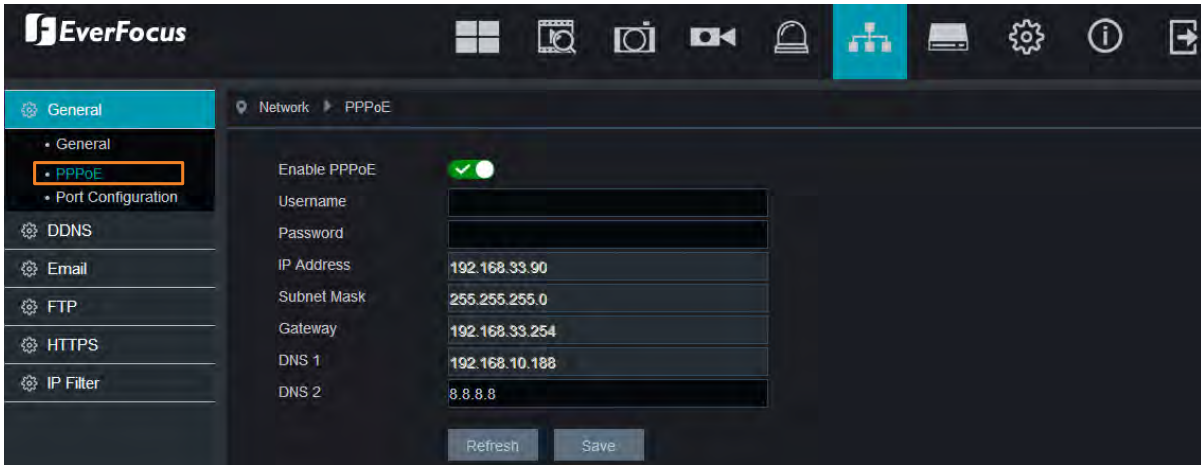 EverFocus
General
Network PPPoE
• General
• PPPoE
• Port Configuration
DDNS
Email
FTP
HTTPS
IP Filter
Enable PPPoE
Username
Password
IP Address 192.168.33.90
Subnet Mask 255.255.255.0
Gateway 192.168.33.254
DNS 1 192.168.10.188
DNS 2 8.8.8.8
Refresh Save